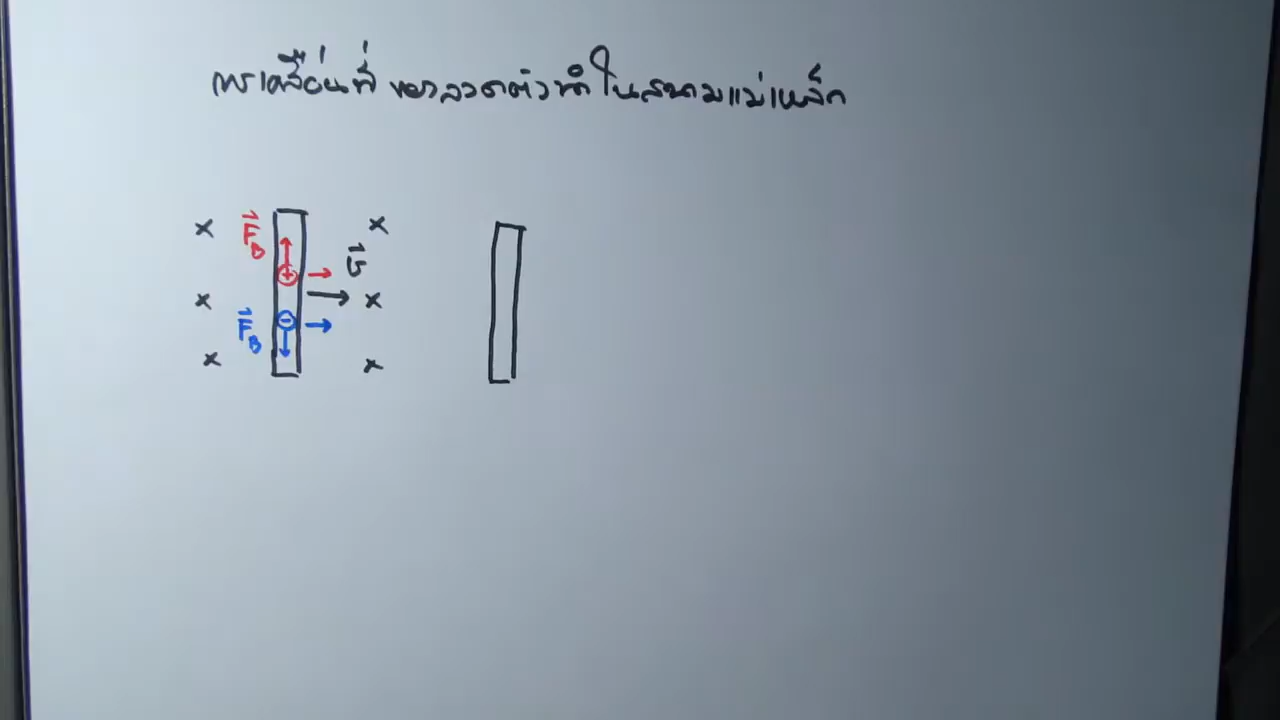 การเคลื่อนที่ของลวดตัวนำในสนามแม่เหล็ก
× ×
F⃗B + v⃗
× ×
F⃗B −
× ×